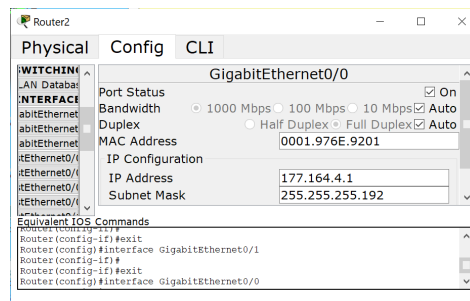 Router2
Physical Config CLI
GigabitEthernet0/0
Port Status On
Bandwidth 1000 Mbps 100 Mbps 10 Mbps Auto
Duplex Half Duplex Full Duplex Auto
MAC Address 0001.976E.9201
IP Configuration
IP Address 177.164.4.1
Subnet Mask 255.255.255.192
Equivalent IOS Commands
Router(config-if)#
Router(config-if)#exit
Router(config)#interface GigabitEthernet0/1
Router(config-if)#
Router(config-if)#exit
Router(config)#interface GigabitEthernet0/0